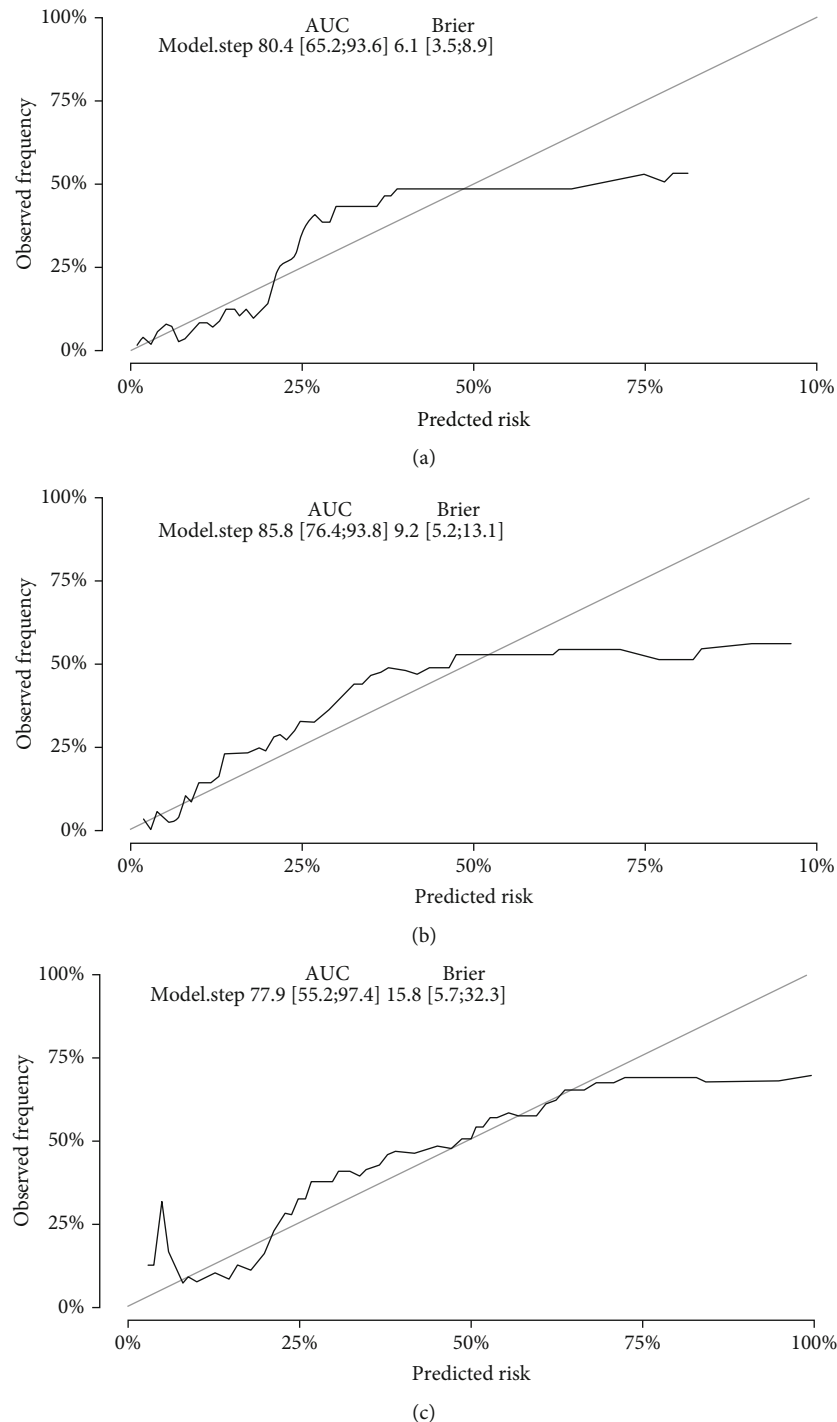 AUC Brier
Model.step 80.4 [65.2;93.6] 6.1 [3.5;8.9]
100%
75%
50%
25%
0%
Observed frequency
0% 25% 50% 75% 10%
Predcted risk
(a)
AUC Brier
Model.step 85.8 [76.4;93.8] 9.2 [5.2;13.1]
100%
75%
50%
25%
0%
Observed frequency
0% 25% 50% 75% 10%
Predicted risk
(b)
AUC Brier
Model.step 77.9 [55.2;97.4] 15.8 [5.7;32.3]
100%
75%
50%
25%
0%
Observed frequency
0% 25% 50% 75% 100%
Predicted risk
(c)